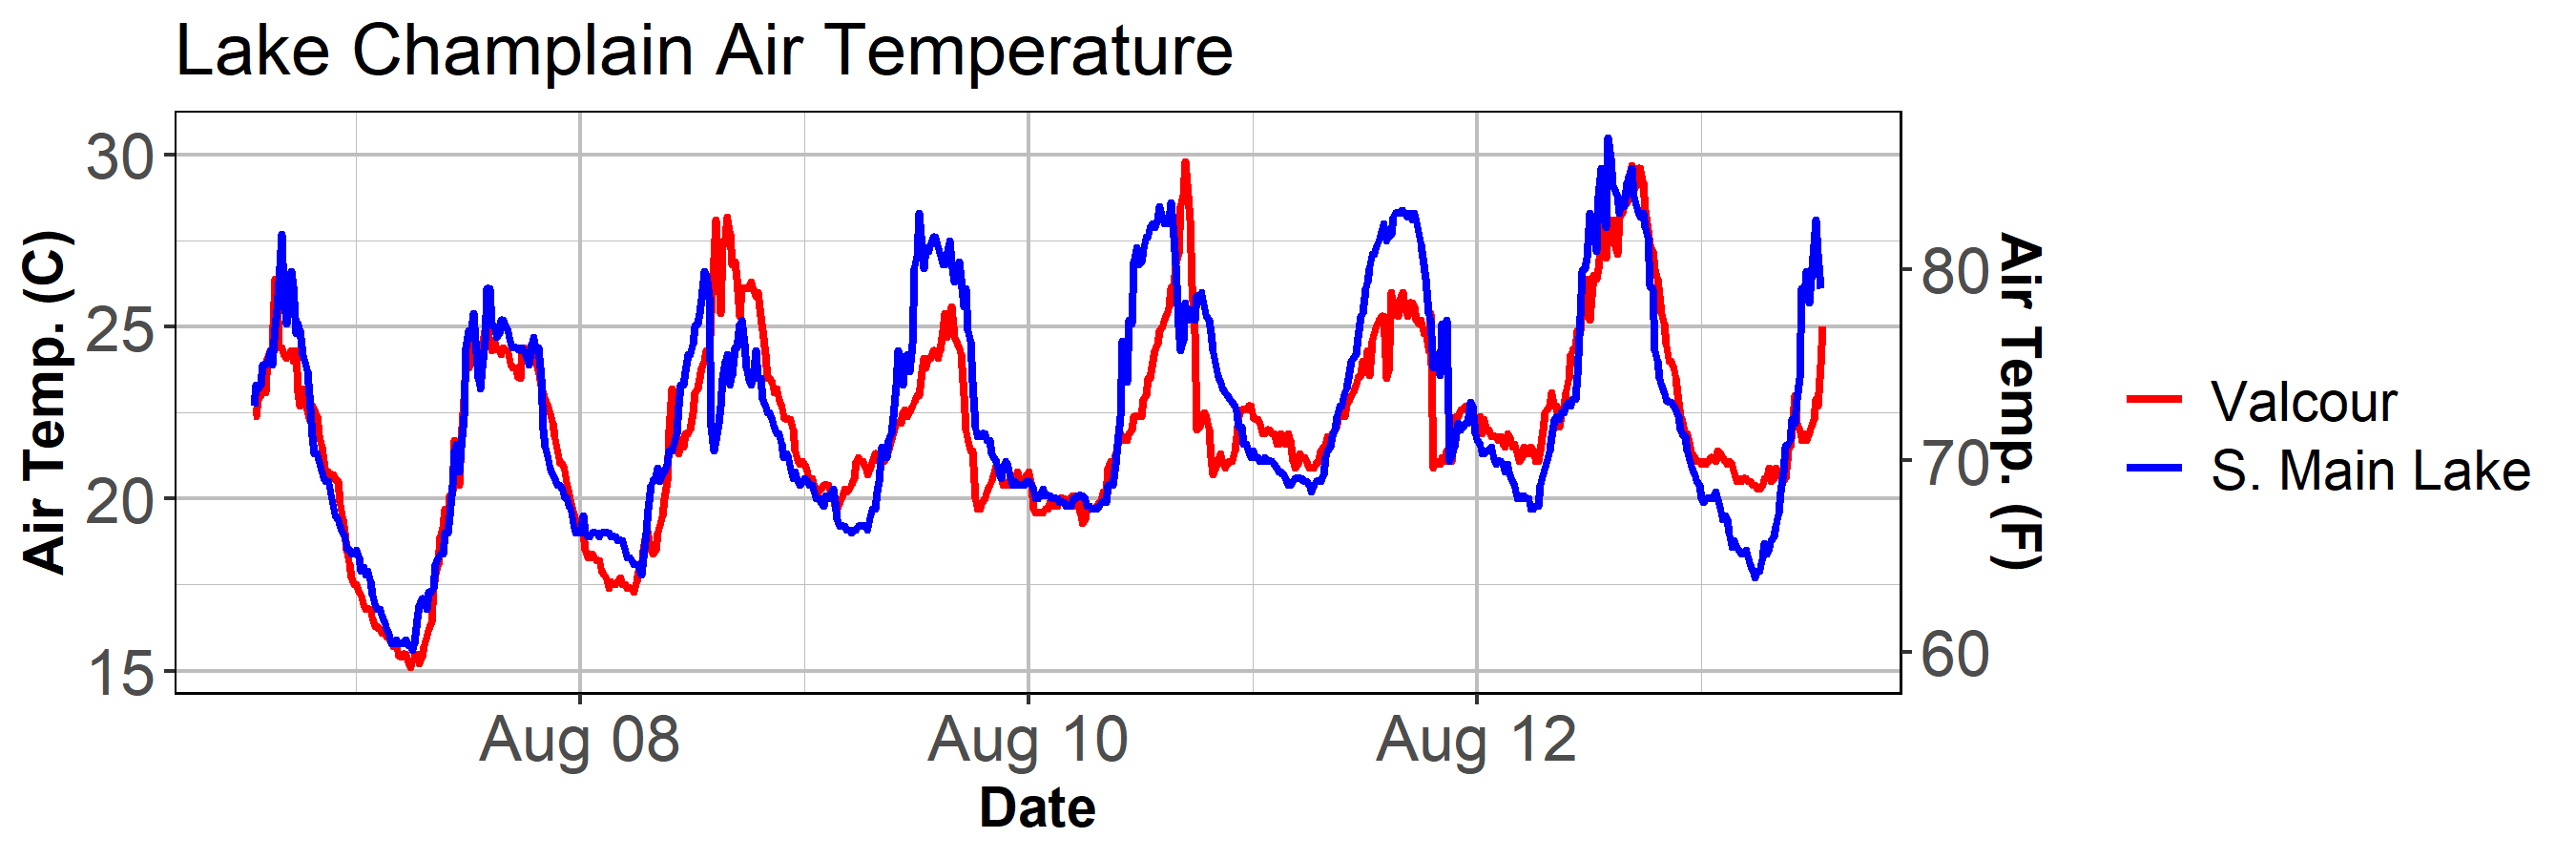 Lake Champlain Air Temperature
Air Temp. (C)
30
25
20
15
Aug 08
Aug 10
Aug 12
Date
80
70
60
Air Temp. (F)
Valcour
S. Main Lake